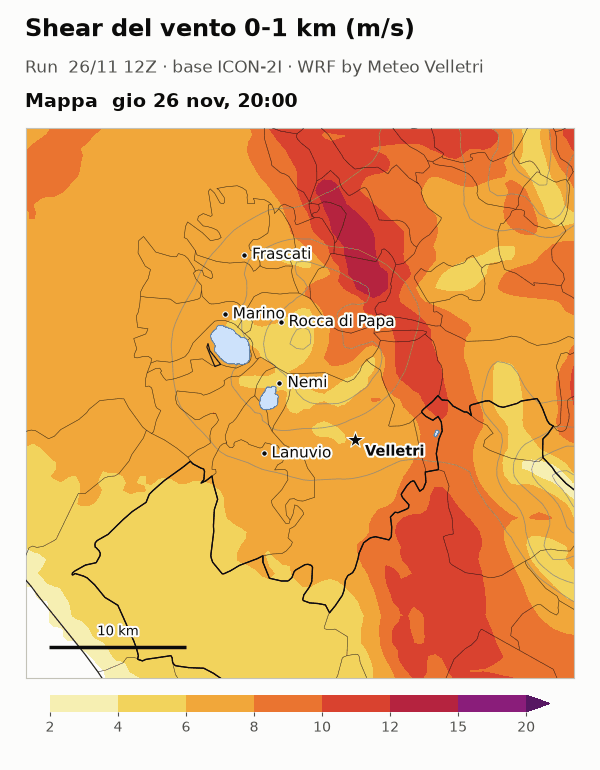 Shear del vento 0-1 km (m/s)
Run  26/11 12Z · base ICON-2I · WRF by Meteo Velletri
Mappa  gio 26 nov, 20:00
Frascati
Marino
Rocca di Papa
Nemi
Velletri
Lanuvio
10 km
2 4 6 8 10 12 15 20